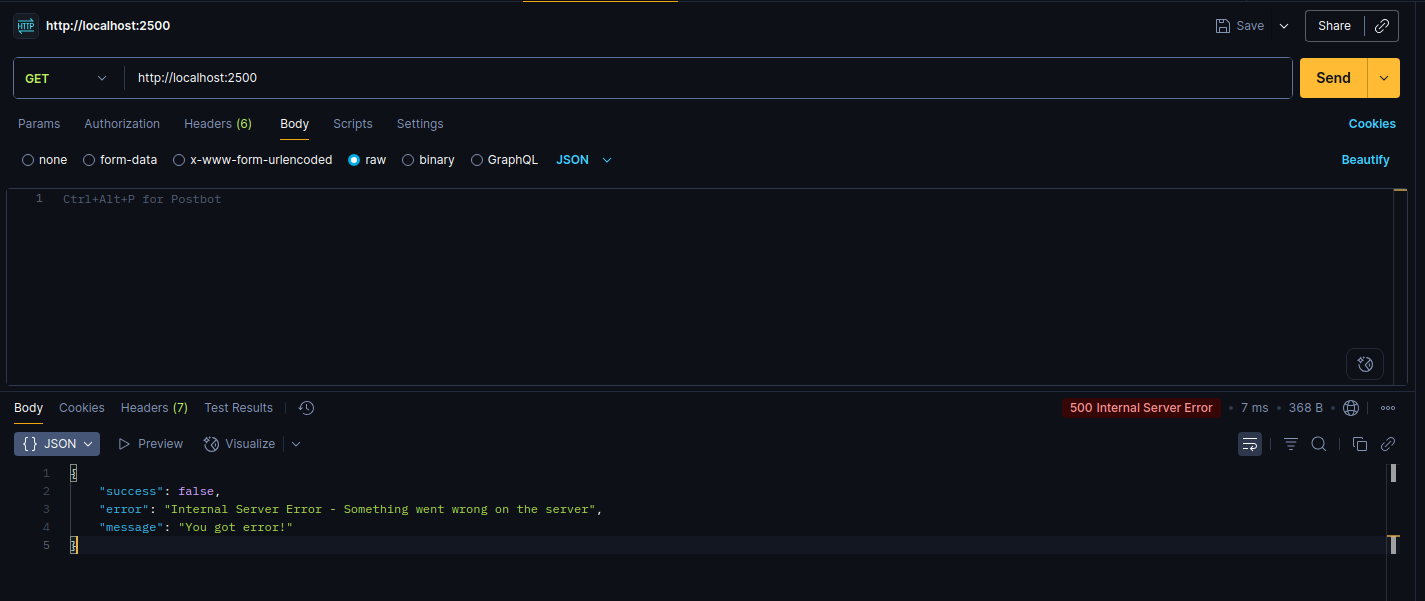 HTTP http://localhost:2500 Save Share
GET http://localhost:2500 Send
Params Authorization Headers (6) Body Scripts Settings Cookies
none form-data x-www-form-urlencoded raw binary GraphQL JSON Beautify
1 Ctrl+Alt+P for Postbot
Body Cookies Headers (7) Test Results 500 Internal Server Error • 7 ms • 368 B •
{} JSON Preview Visualize
1 {
2 "success": false,
3 "error": "Internal Server Error - Something went wrong on the server",
4 "message": "You got error!"
5 }